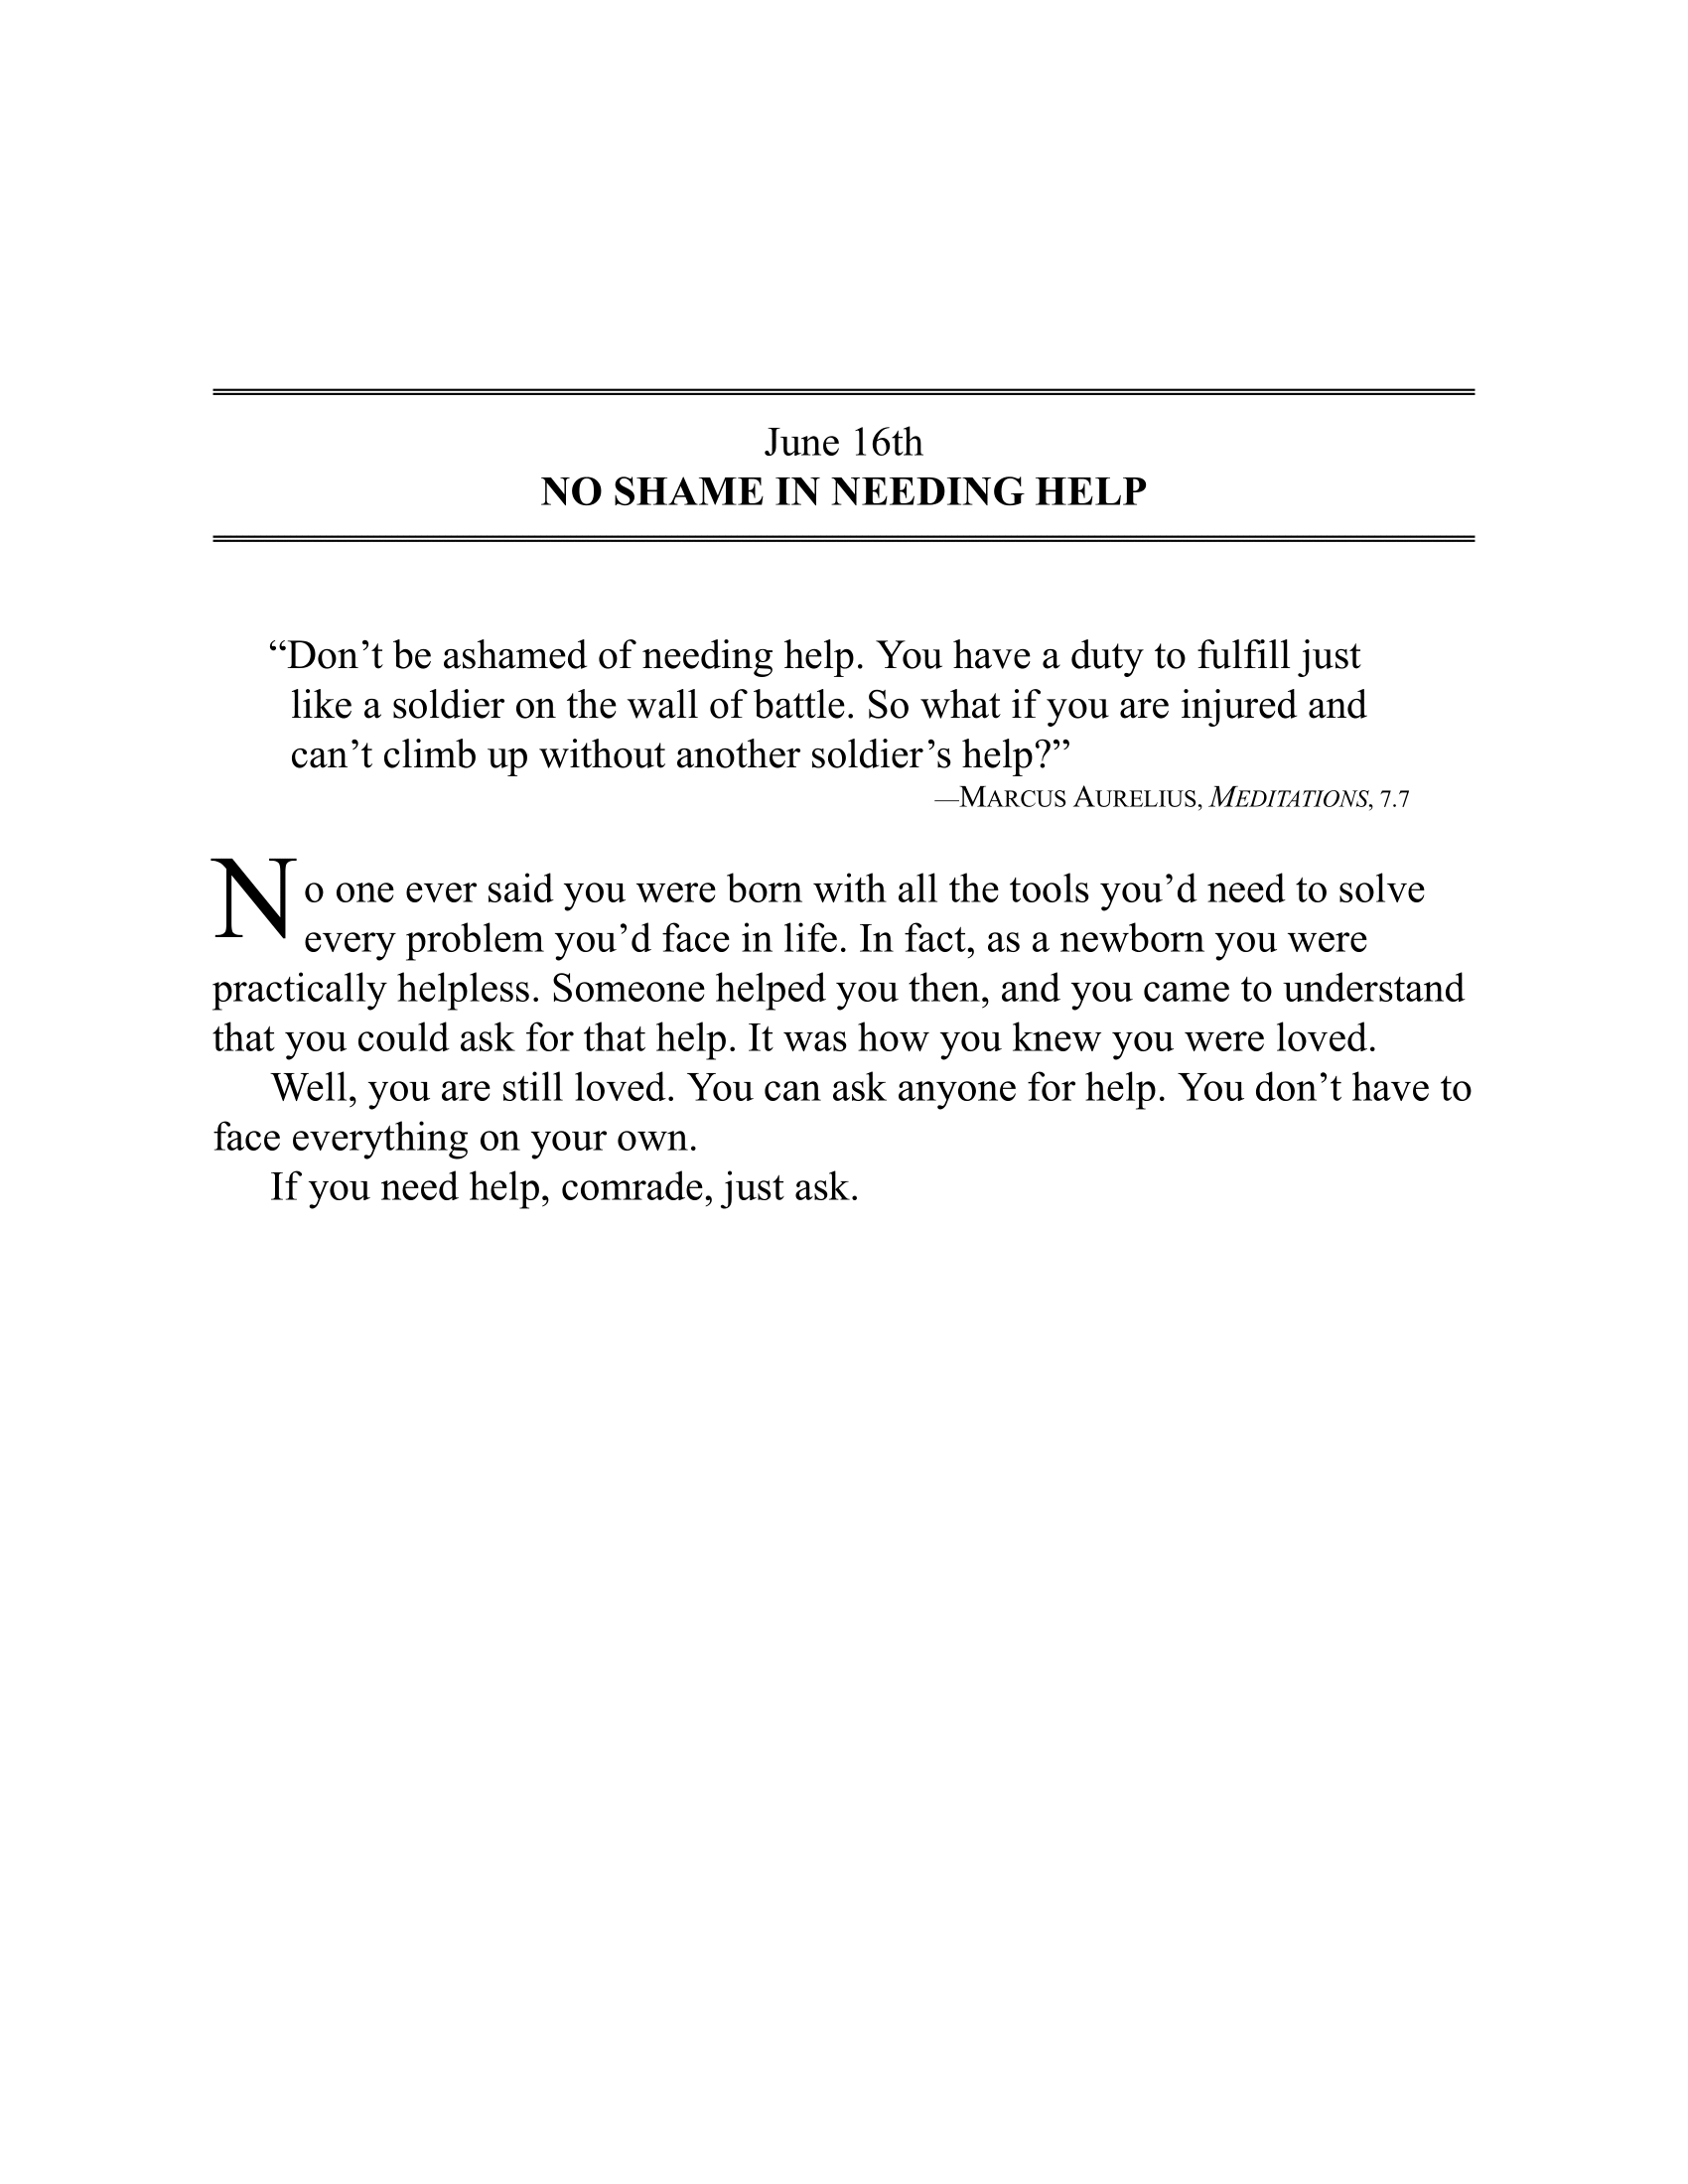 June 16th
NO SHAME IN NEEDING HELP
“Don’t be ashamed of needing help. You have a duty to fulfill just
like a soldier on the wall of battle. So what if you are injured and
can’t climb up without another soldier’s help?”
—MARCUS AURELIUS, MEDITATIONS, 7.7
No one ever said you were born with all the tools you’d need to solve
every problem you’d face in life. In fact, as a newborn you were
practically helpless. Someone helped you then, and you came to understand
that you could ask for that help. It was how you knew you were loved.
Well, you are still loved. You can ask anyone for help. You don’t have to
face everything on your own.
If you need help, comrade, just ask.